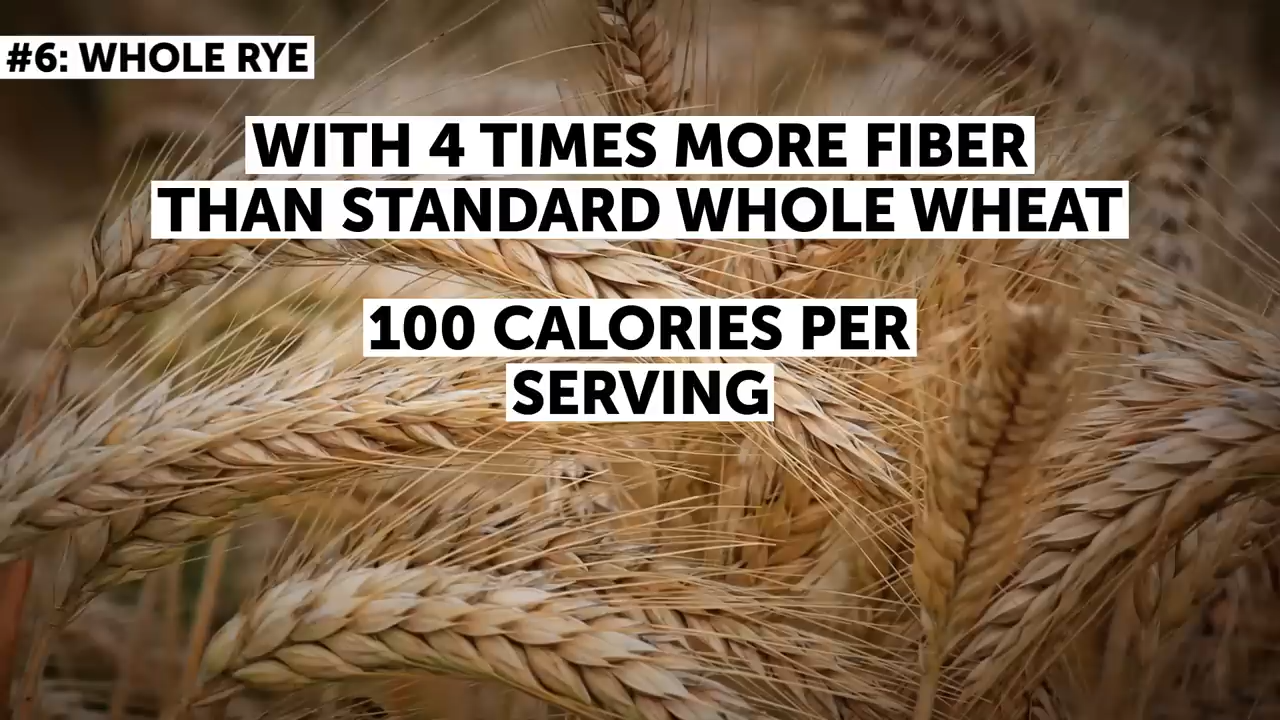 #6: WHOLE RYE
WITH 4 TIMES MORE FIBER
THAN STANDARD WHOLE WHEAT
100 CALORIES PER
SERVING